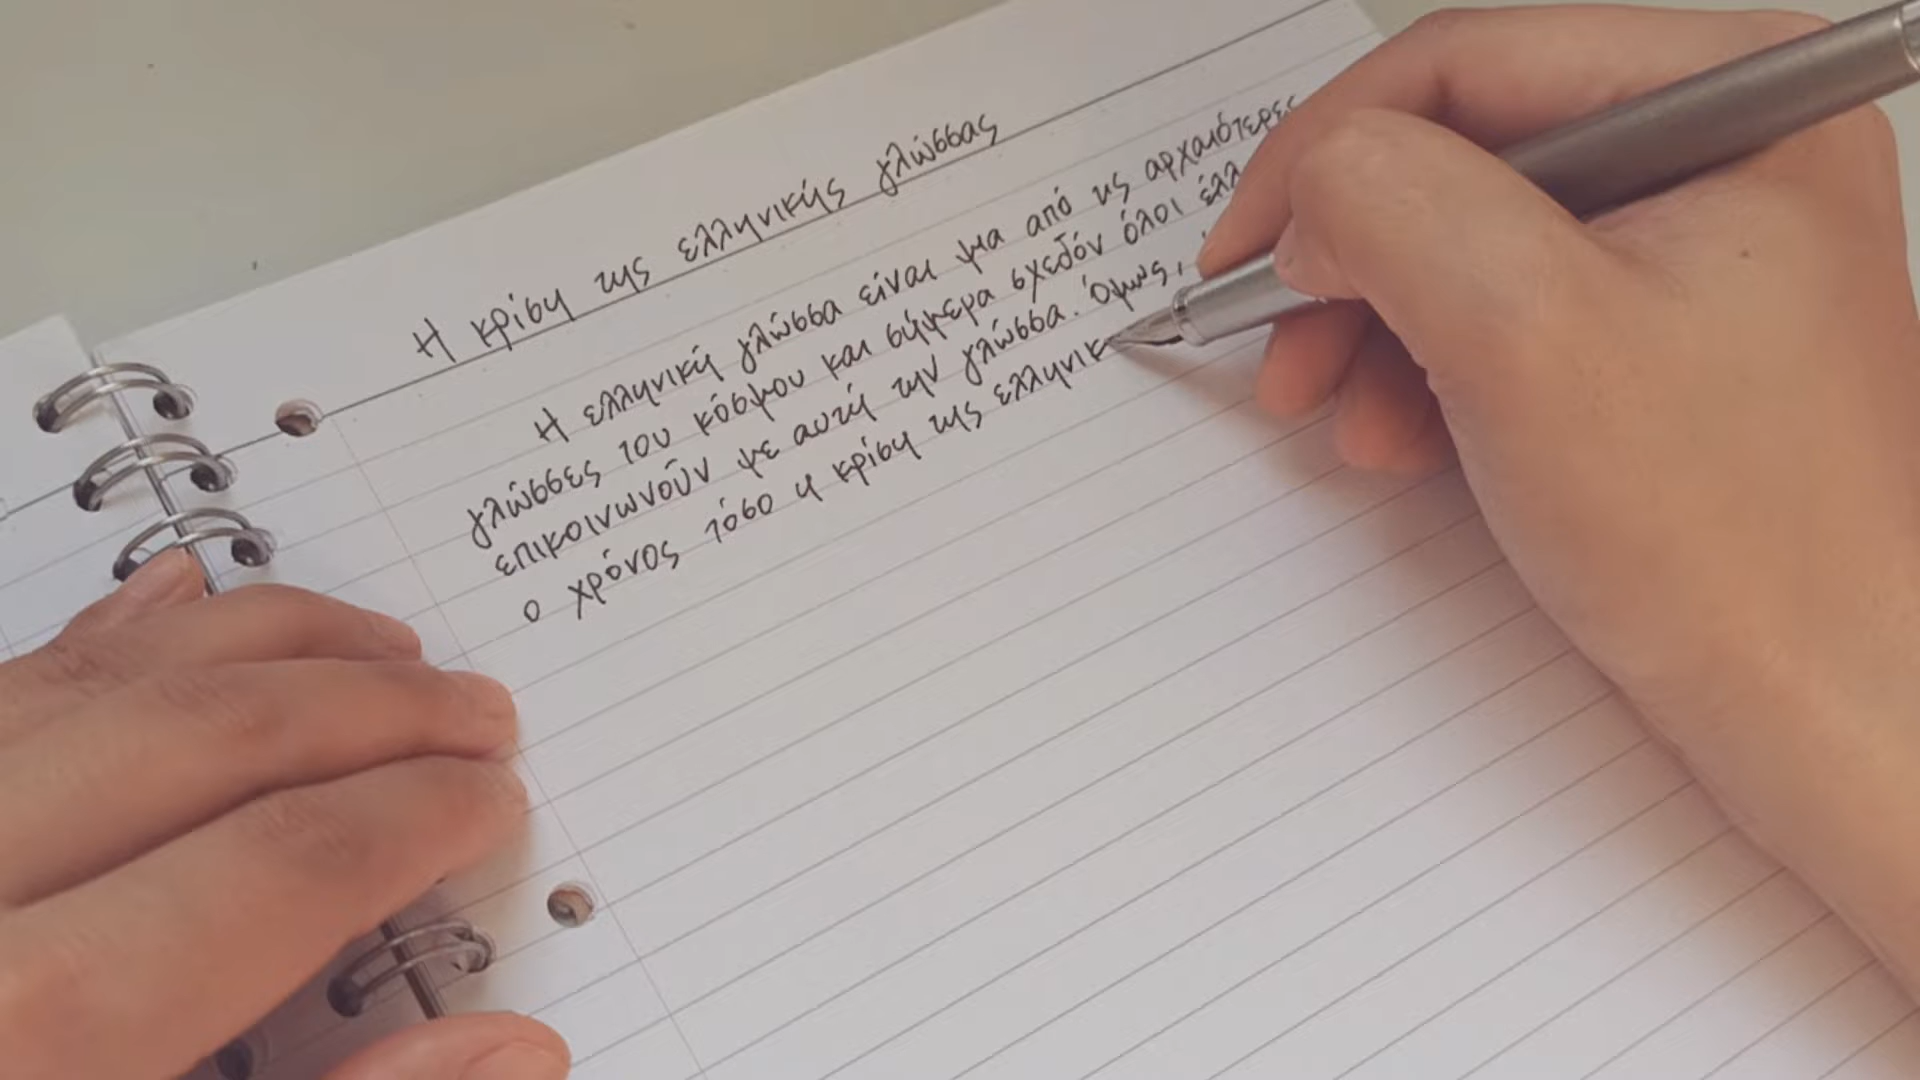 Η κρίση της ελληνικής γλώσσας
Η ελληνική γλώσσα είναι μια από τις αρχαιότερες
γλώσσες του κόσμου και σήμερα σχεδόν όλοι
επικοινωνούν με αυτή την γλώσσα. Όμως,
ο χρόνος τόσο η κρίση της ελληνικ